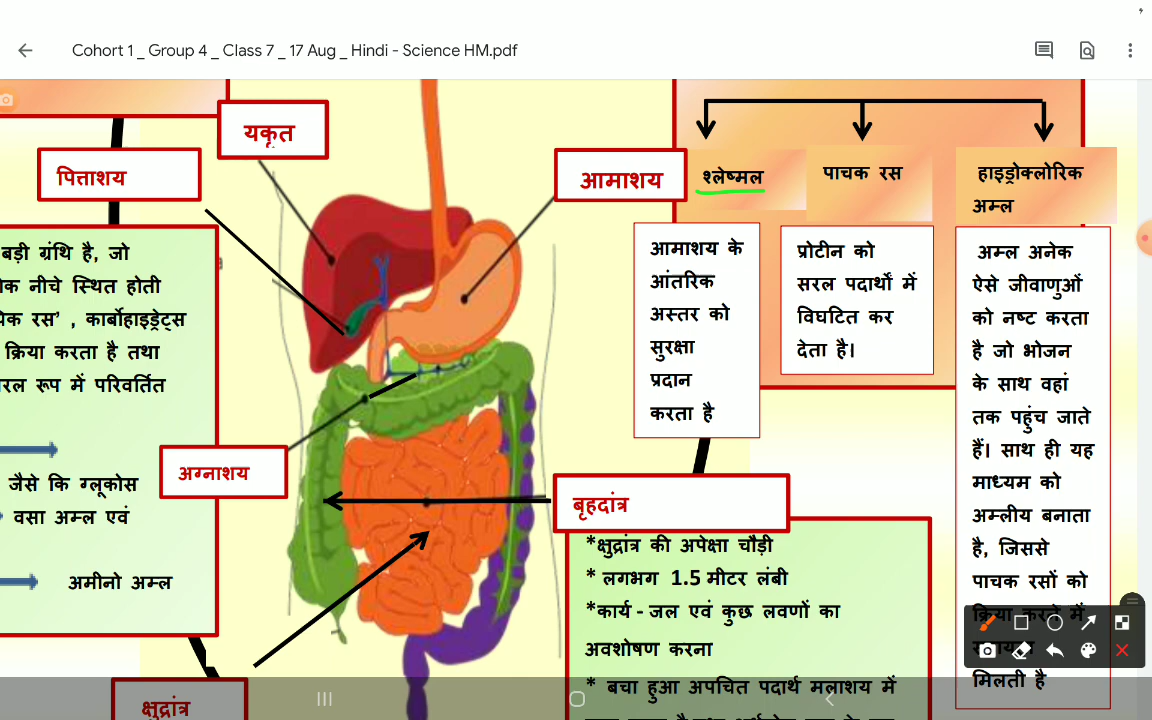 Cohort 1 _ Group 4 _ Class 7 _ 17 Aug _ Hindi - Science HM.pdf
यकृत
पित्ताशय
आमाशय
श्लेष्मल
पाचक रस
हाइड्रोक्लोरिक
अम्ल
बड़ी ग्रंथि है, जो
नीचे स्थित होती
रस' , कार्बोहाइड्रेट्स
क्रिया करता है तथा
रूप में परिवर्तित
जैसे कि ग्लूकोस
वसा अम्ल एवं
अमीनो अम्ल
आमाशय के
आंतरिक
अस्तर को
सुरक्षा
प्रदान
करता है
प्रोटीन को
सरल पदार्थों में
विघटित कर
देता है।
अम्ल अनेक
ऐसे जीवाणुओं
को नष्ट करता
है जो भोजन
के साथ वहां
तक पहुंच जाते
हैं। साथ ही यह
माध्यम को
अम्लीय बनाता
है, जिससे
पाचक रसों को
क्रिया करने में
मिलती है
अग्नाशय
बृहदांत्र
*क्षुद्रांत्र की अपेक्षा चौड़ी
* लगभग 1.5 मीटर लंबी
*कार्य - जल एवं कुछ लवणों का
अवशोषण करना
* बचा हुआ अपचित पदार्थ मलाशय में
क्षुद्रांत्र